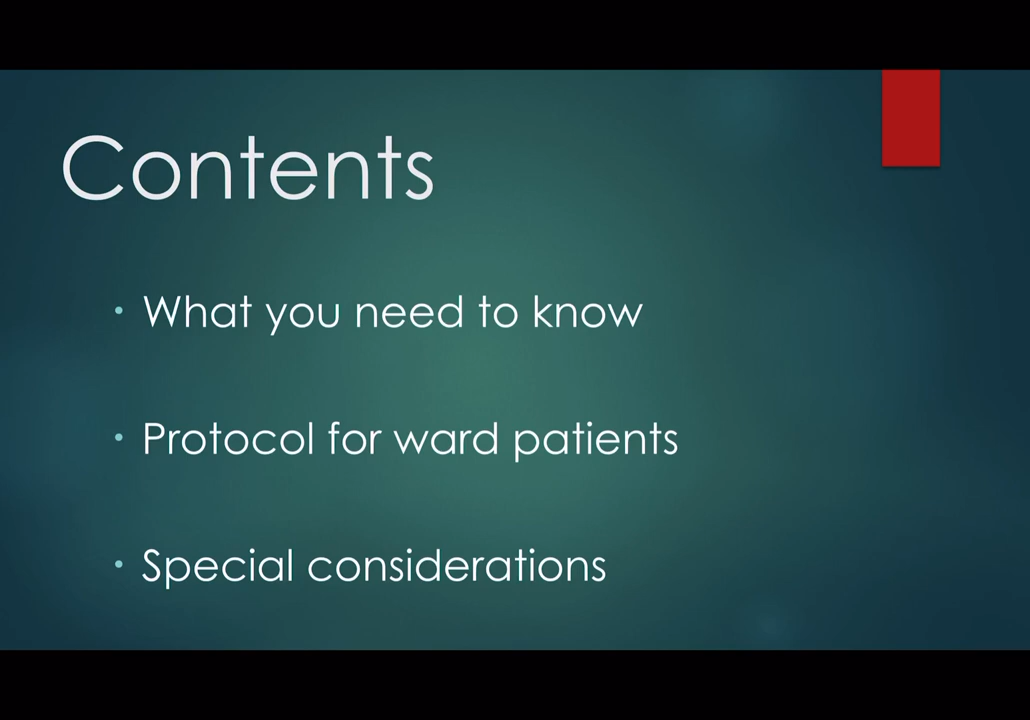 Contents
• What you need to know
• Protocol for ward patients
• Special considerations